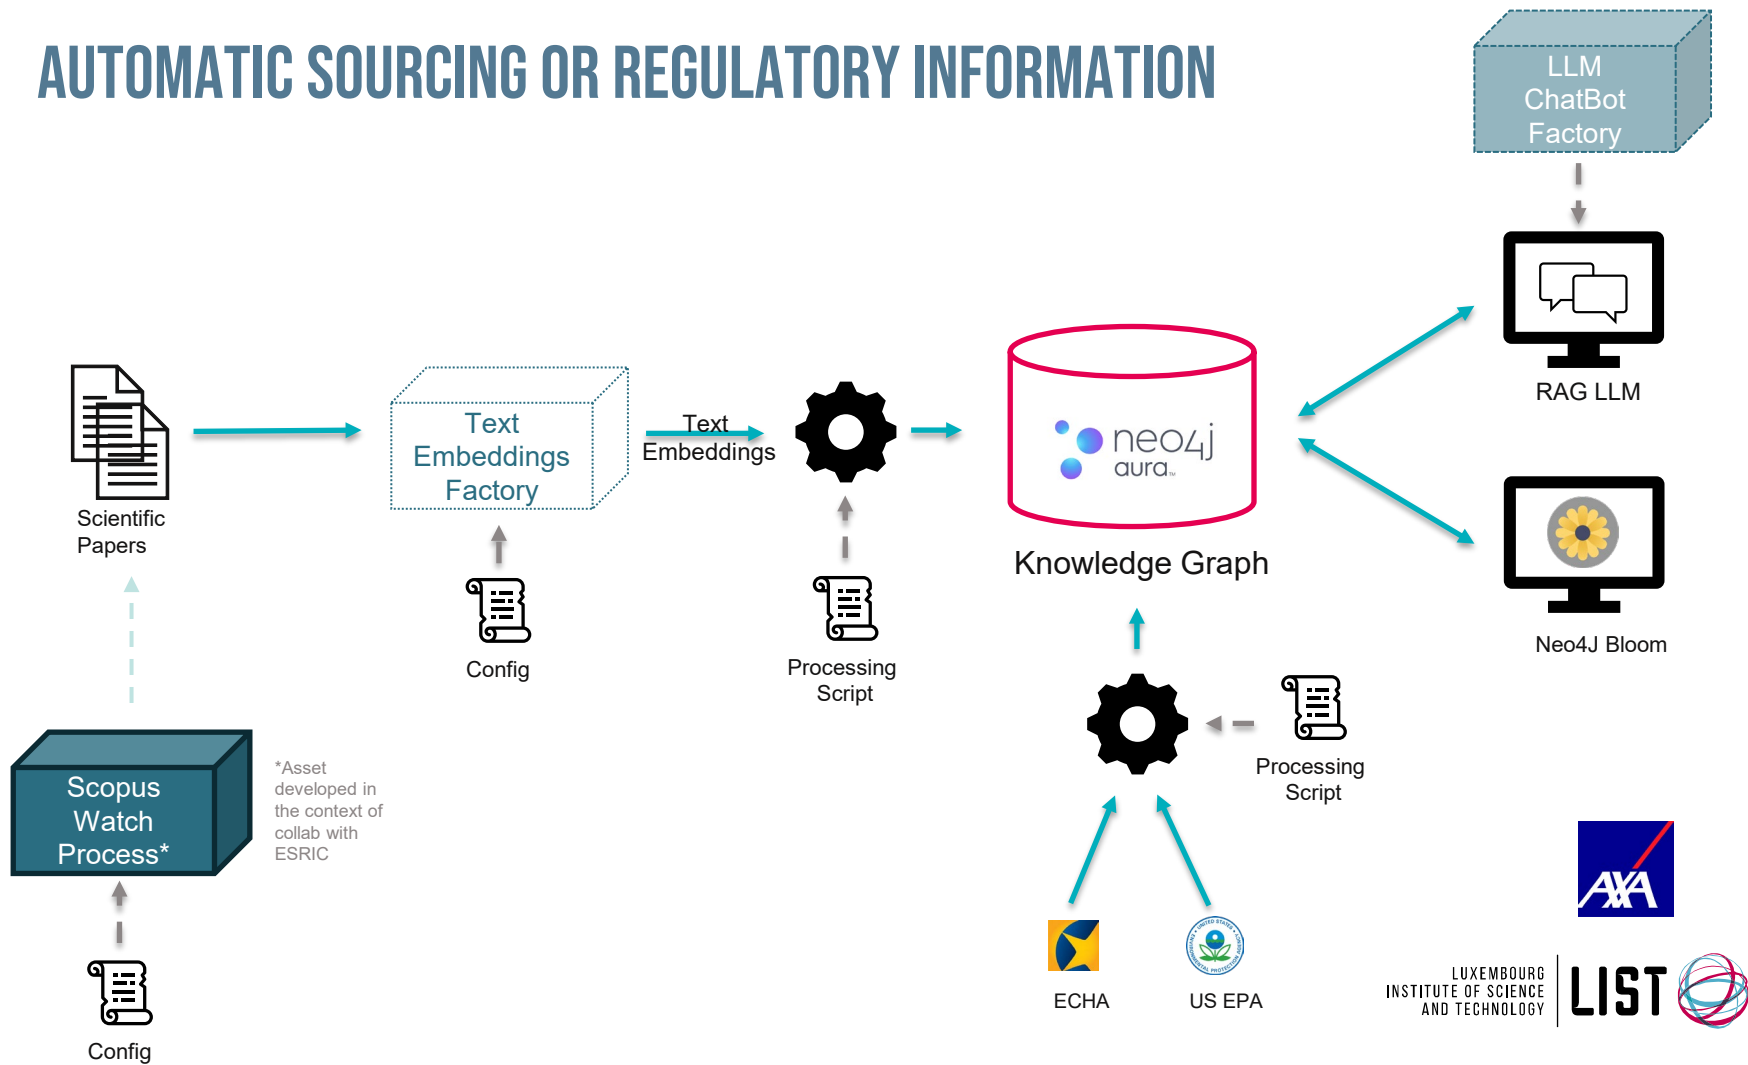 AUTOMATIC SOURCING OR REGULATORY INFORMATION
LLM
ChatBot
Factory
RAG LLM
Scientific
Papers
Text
Embeddings
Factory
Text
Embeddings
neo4j
aura™
Knowledge Graph
Neo4J Bloom
Config
Processing
Script
Scopus
Watch
Process*
*Asset
developed in
the context of
collab with
ESRIC
Processing
Script
Config
ECHA
US EPA
AXA
LUXEMBOURG
INSTITUTE OF SCIENCE
AND TECHNOLOGY
LIST